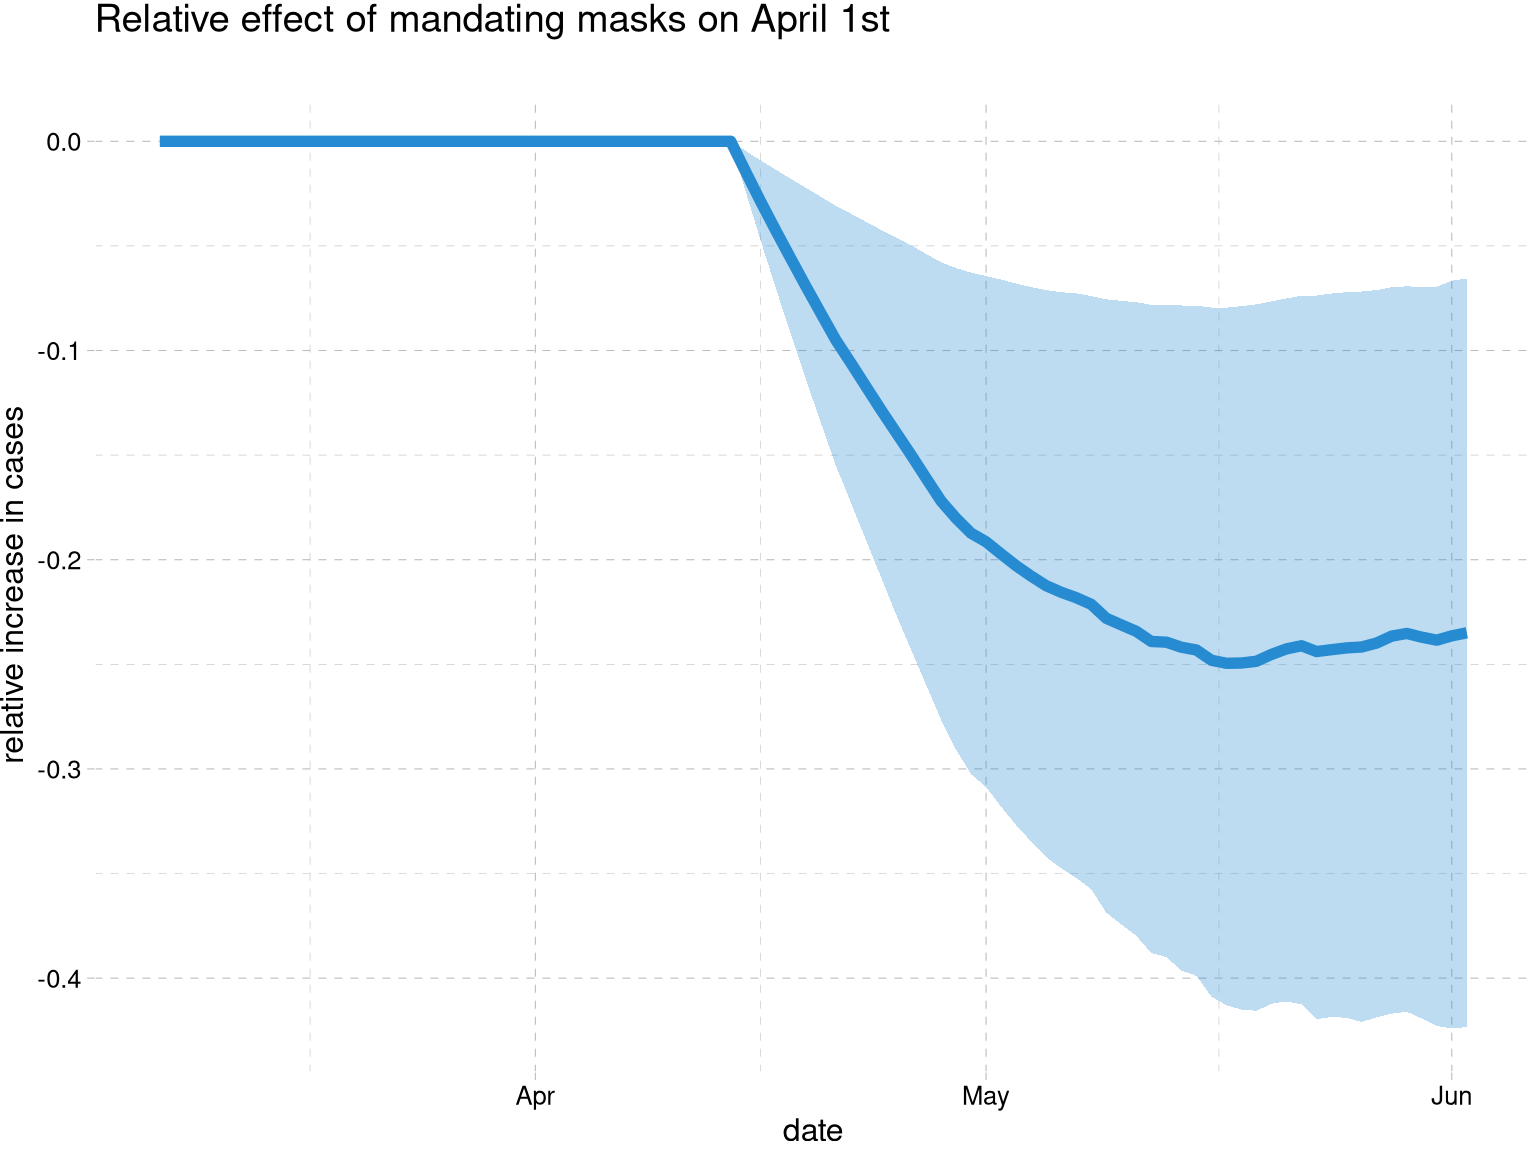 Relative effect of mandating masks on April 1st
relative increase in cases
0.0
-0.1
-0.2
-0.3
-0.4
Apr
May
Jun
date